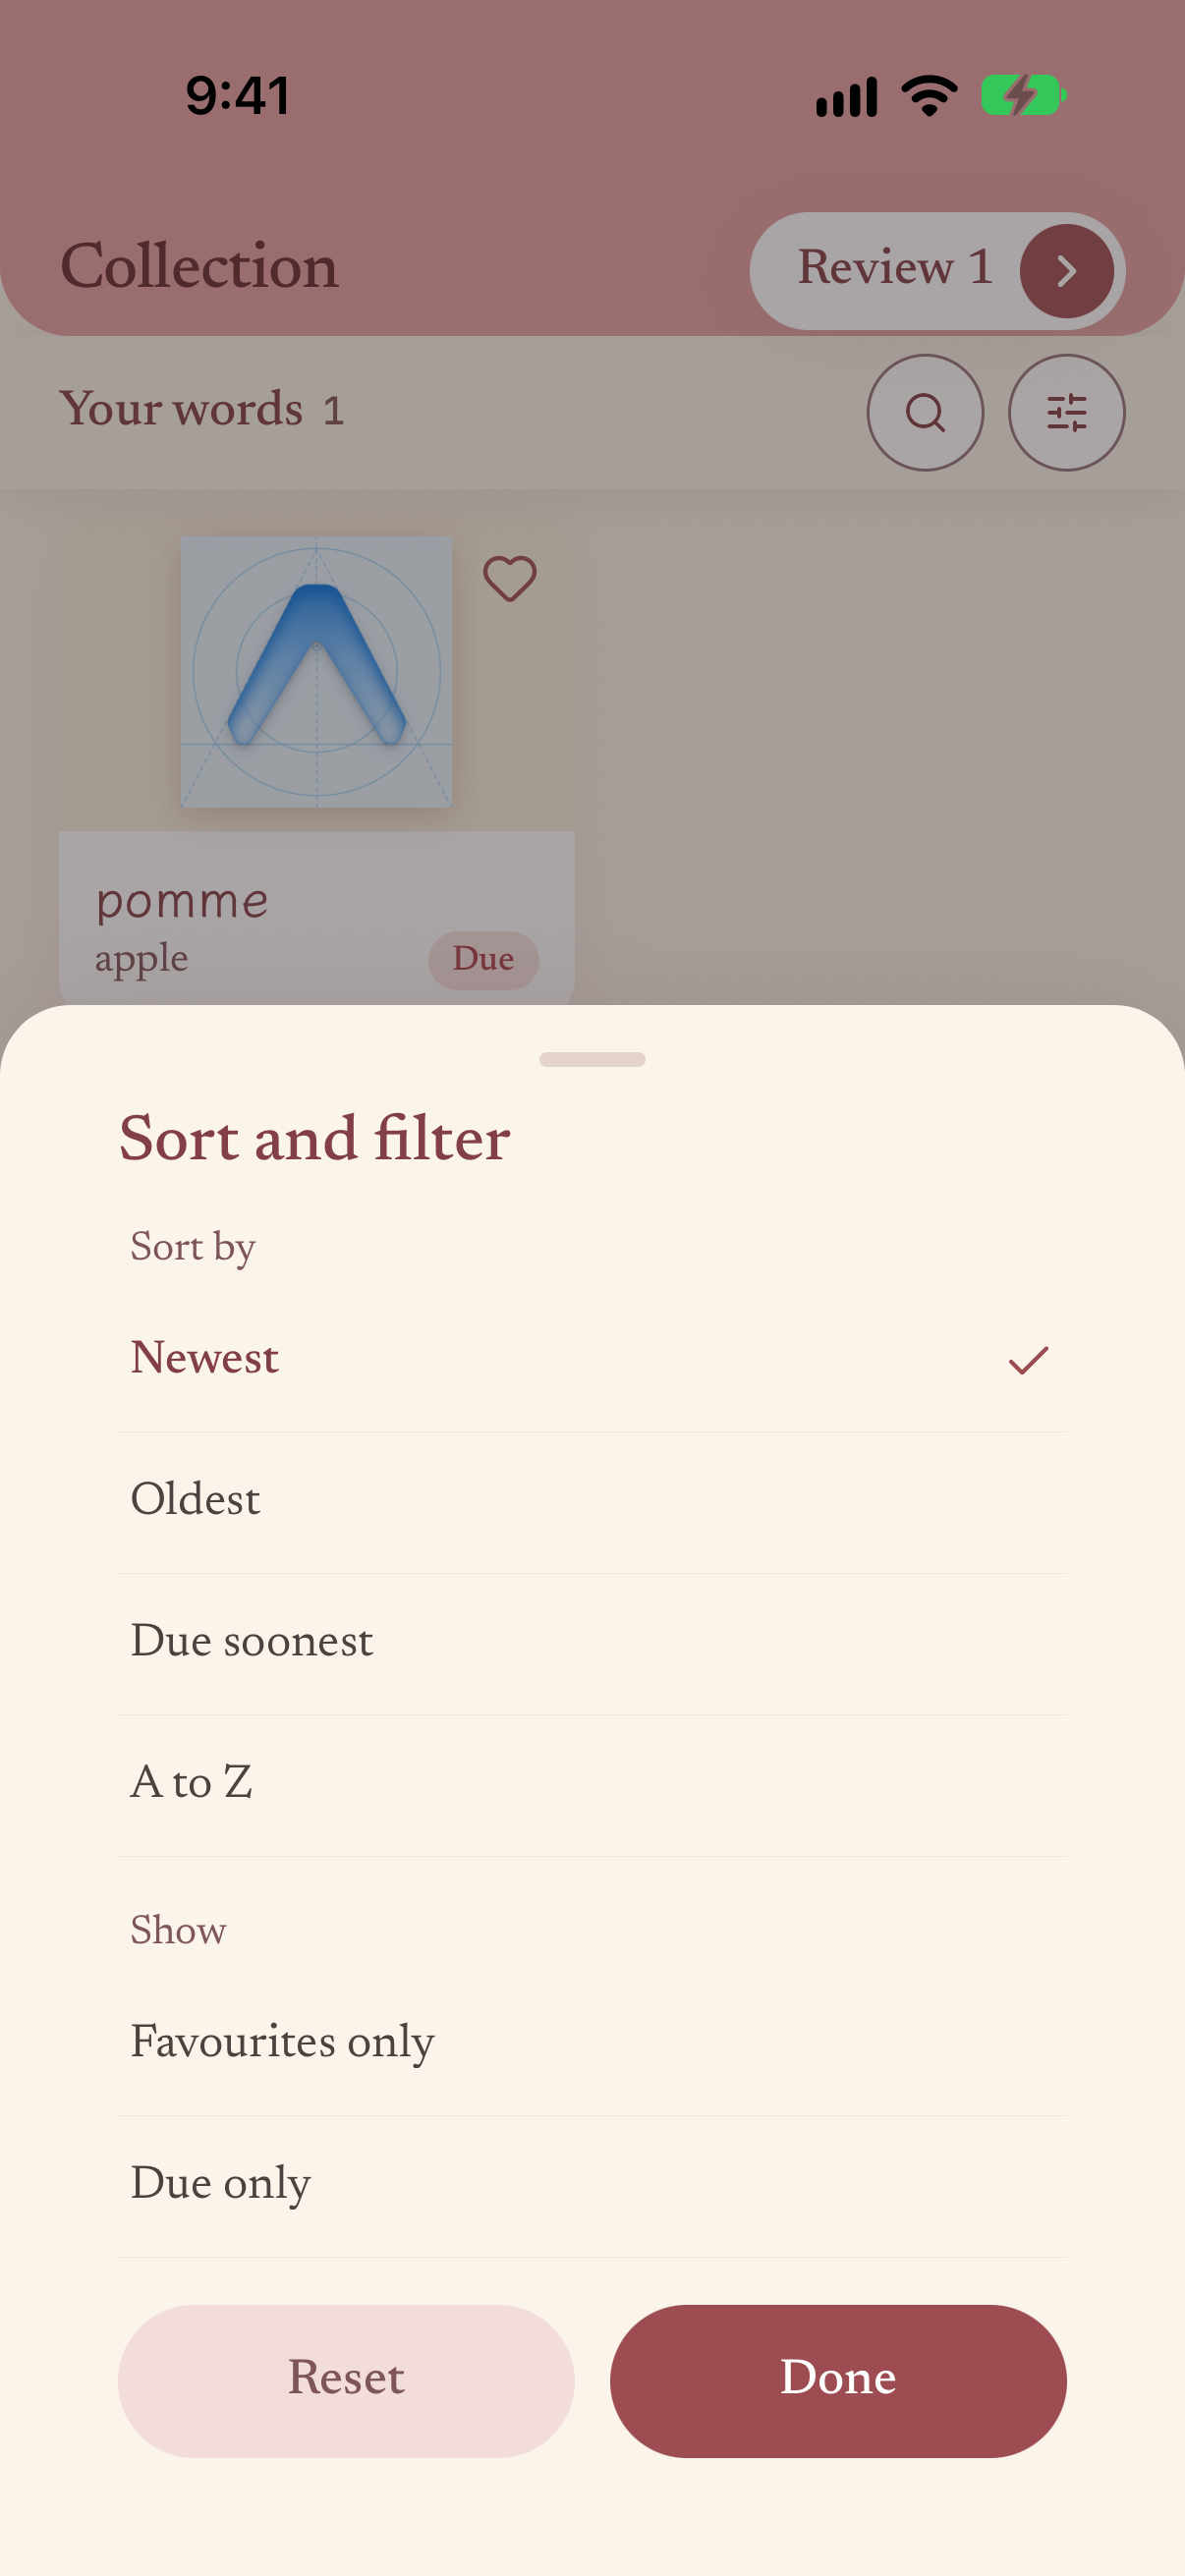 9:41
Collection
Review 1
Your words 1
pomme
apple
Due
Sort and filter
Sort by
Newest
Oldest
Due soonest
A to Z
Show
Favourites only
Due only
Reset
Done